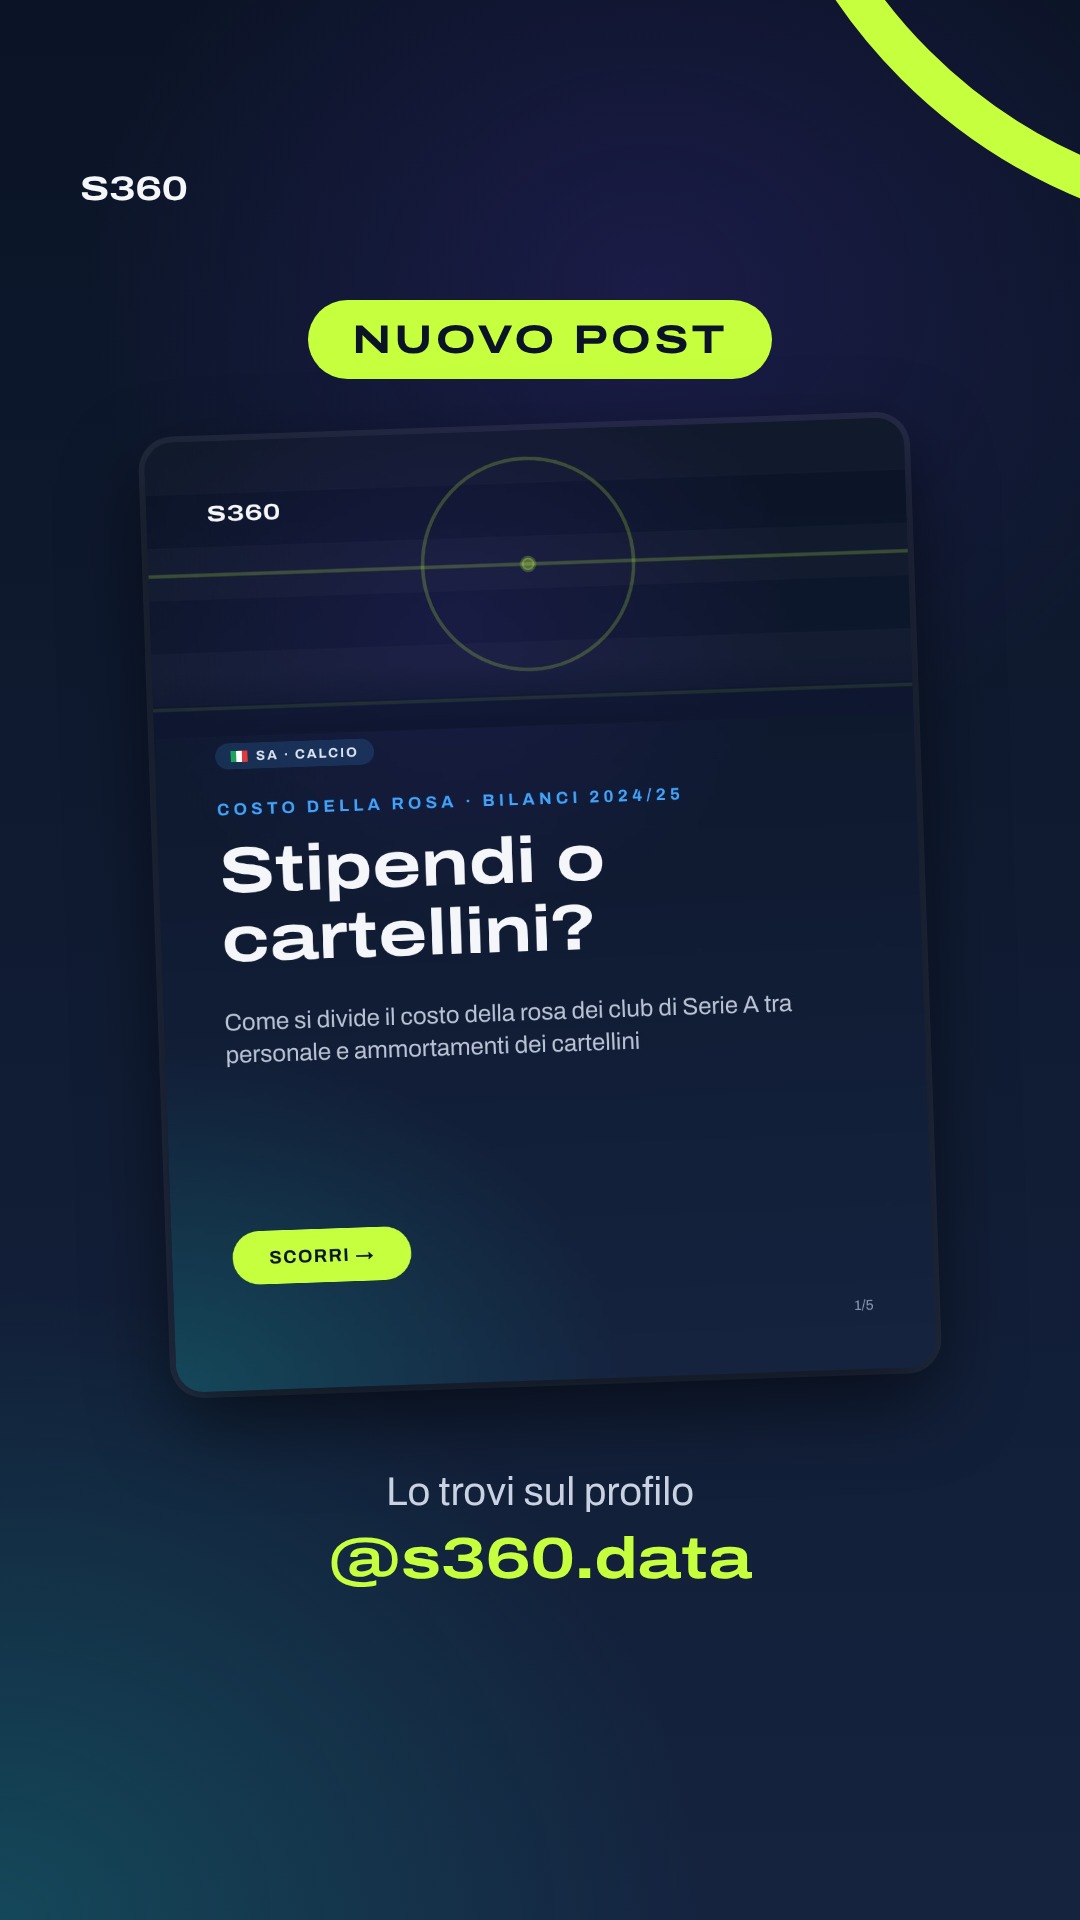 S360
NUOVO POST
S360
SA · CALCIO
COSTO DELLA ROSA · BILANCI 2024/25
Stipendi o
cartellini?
Come si divide il costo della rosa dei club di Serie A tra
personale e ammortamenti dei cartellini
SCORRI →
1/5
Lo trovi sul profilo
@s360.data